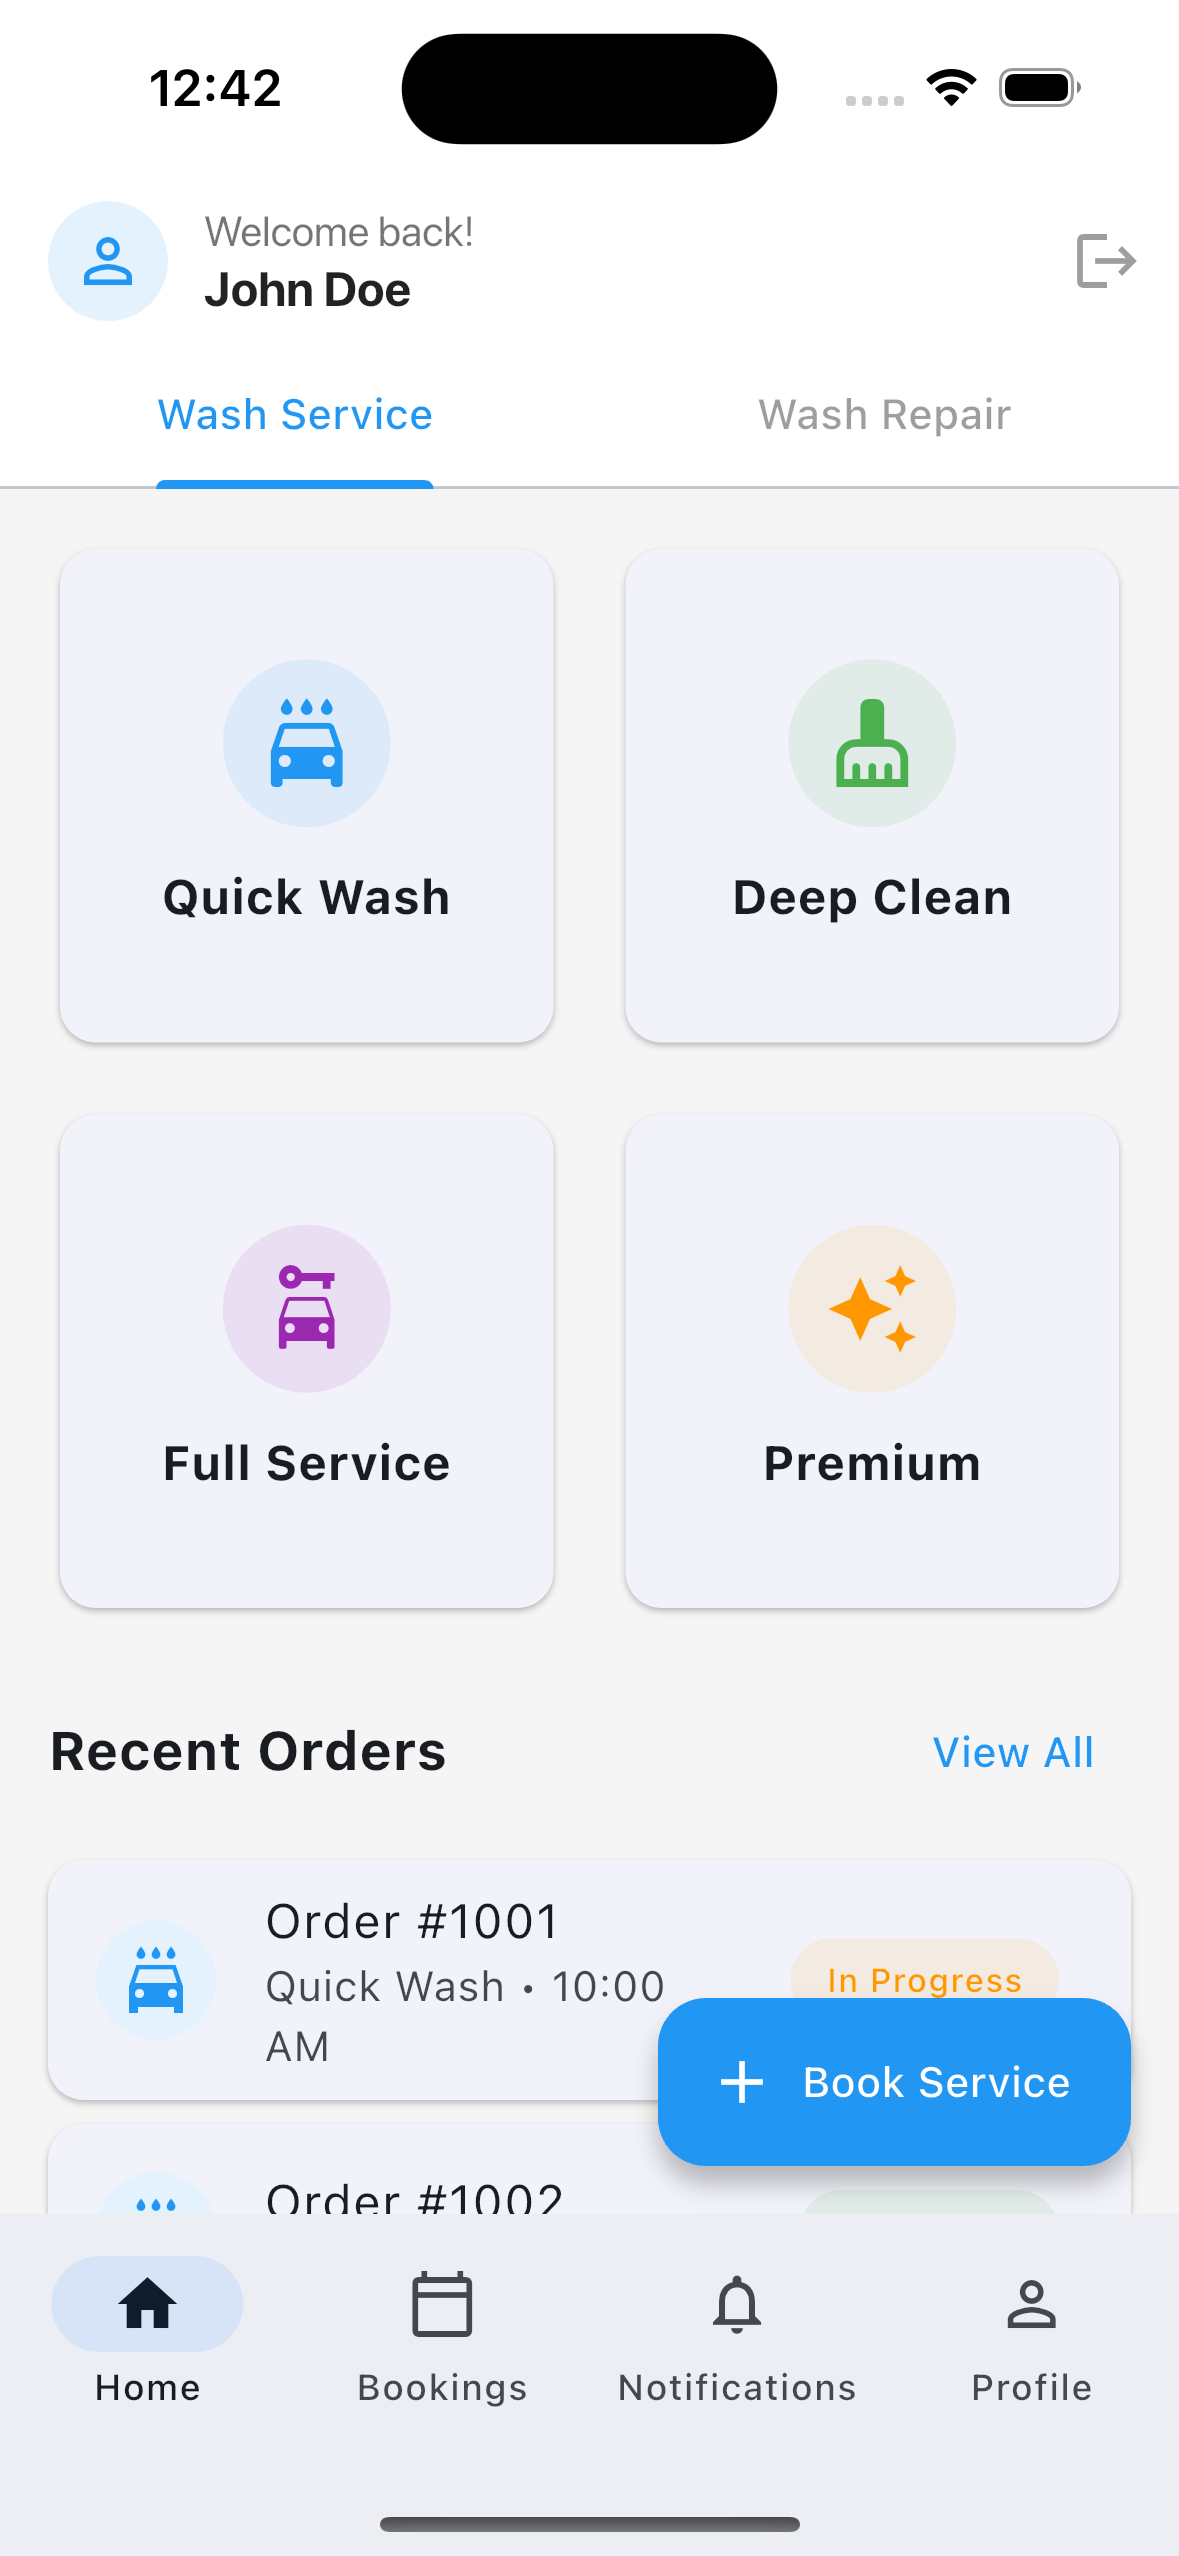 12:42
Welcome back!
John Doe
Wash Service
Wash Repair
Quick Wash
Deep Clean
Full Service
Premium
Recent Orders
View All
Order #1001
Quick Wash • 10:00
AM
In Progress
Book Service
Order #1002
Home
Bookings
Notifications
Profile